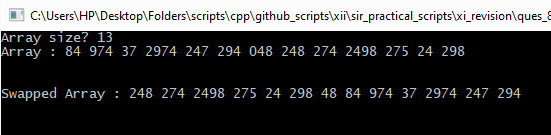 C:\Users\HP\Desktop\Folders\scripts\cpp\github_scripts\xii\sir_practical_scripts\xi_revision\ques_8
Array size? 13
Array : 84 974 37 2974 247 294 048 248 274 2498 275 24 298
Swapped Array : 248 274 2498 275 24 298 48 84 974 37 2974 247 294